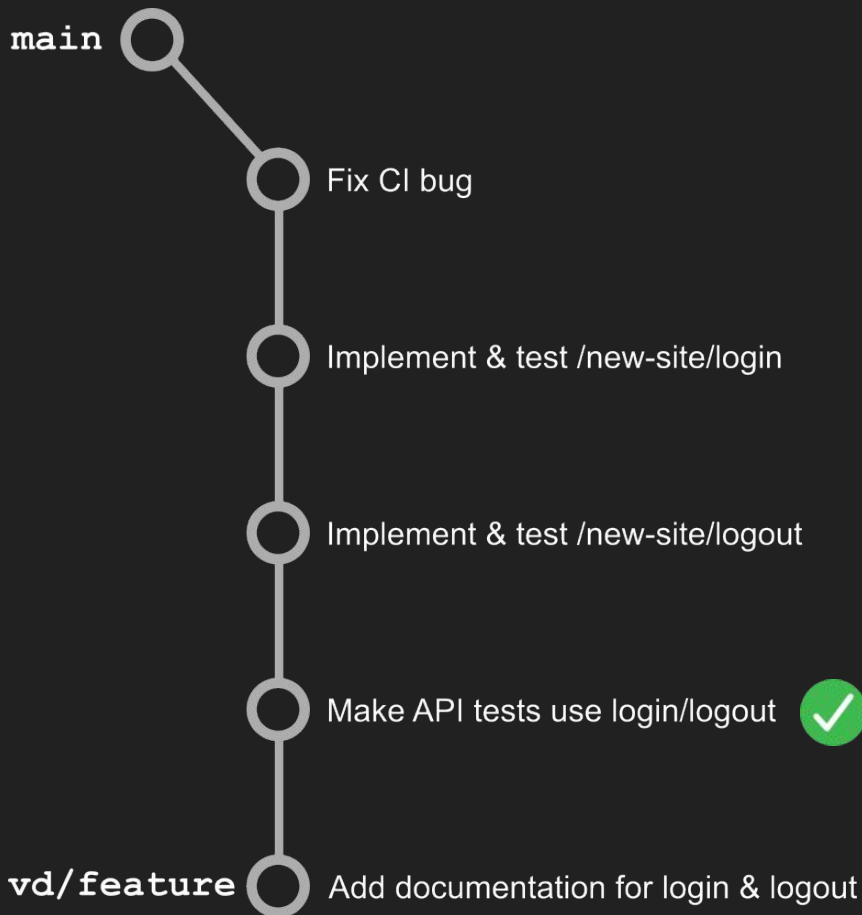 main
Fix CI bug
Implement & test /new-site/login
Implement & test /new-site/logout
Make API tests use login/logout
vd/feature Add documentation for login & logout